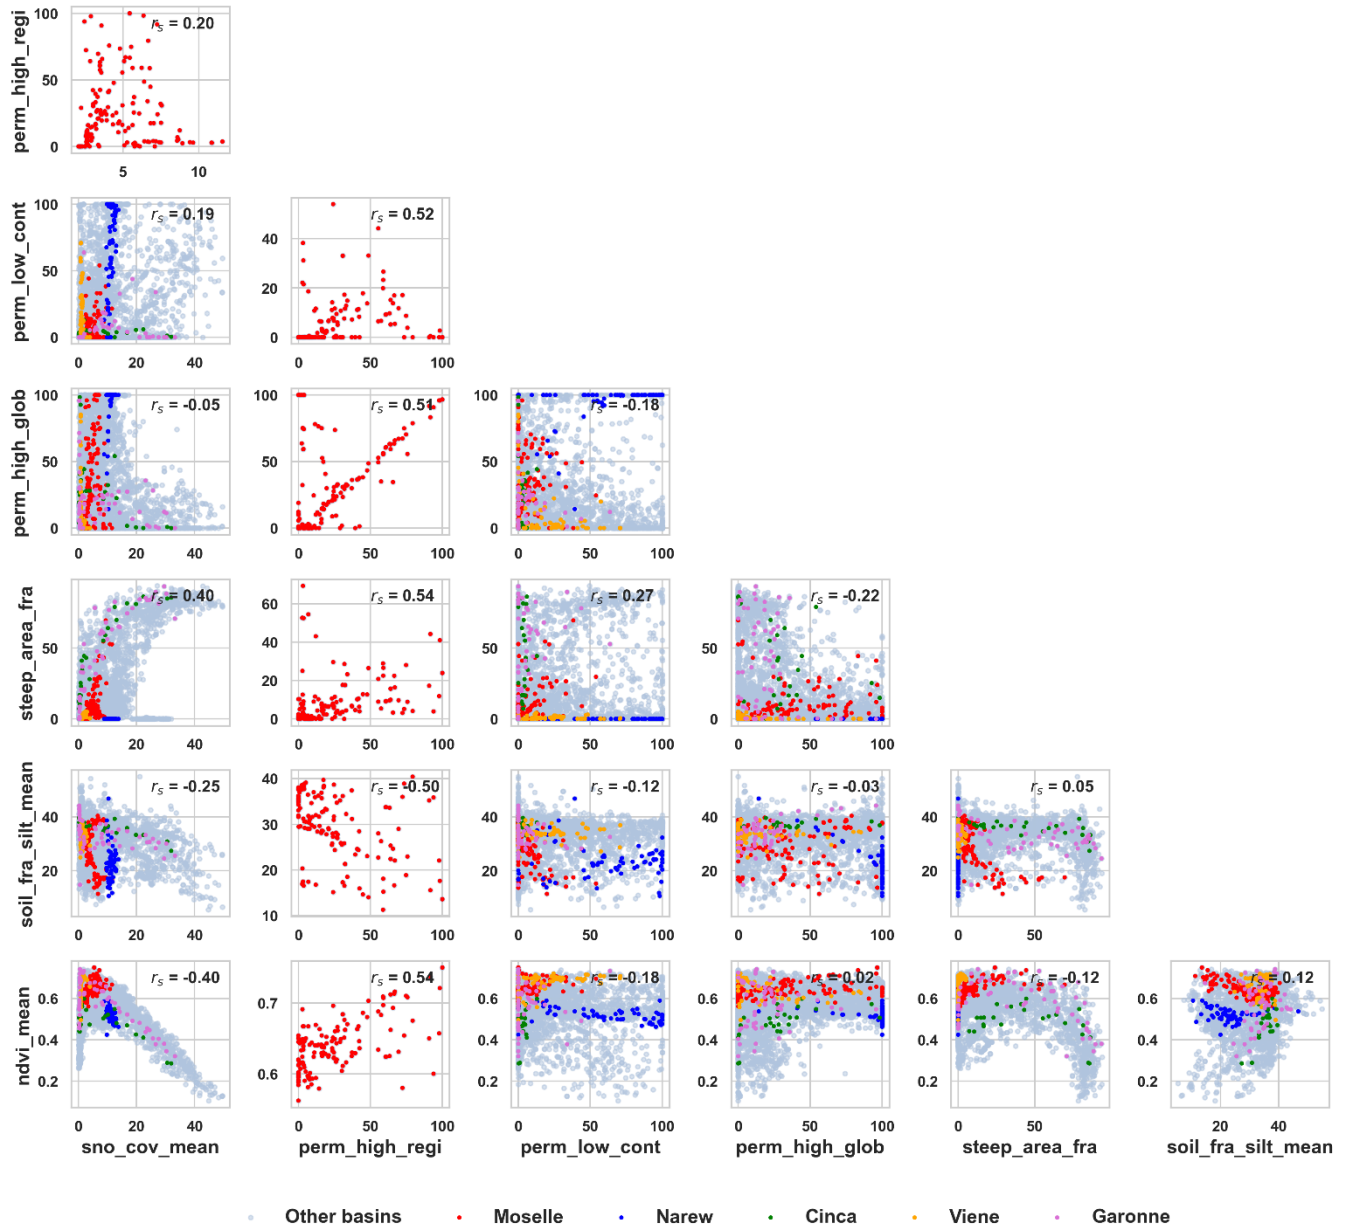 perm_high_regi
100
50
0
r_s = 0.20
5 10
perm_low_cont
100
50
0
r_s = 0.19
0 20 40
40
20
0
r_s = 0.52
0 50 100
perm_high_glob
100
50
0
r_s = -0.05
0 20 40
100
50
0
r_s = 0.51
0 50 100
100
50
0
r_s = -0.18
0 50 100
steep_area_fra
50
0
r_s = 0.40
0 20 40
60
40
20
0
r_s = 0.54
0 50 100
50
0
r_s = 0.27
0 50 100
50
0
r_s = -0.22
0 50 100
soil_fra_silt_mean
40
20
r_s = -0.25
0 20 40
40
30
20
10
r_s = -0.50
0 50 100
40
20
r_s = -0.12
0 50 100
40
20
r_s = -0.03
0 50 100
40
20
r_s = 0.05
0 50
ndvi_mean
0.6
0.4
0.2
r_s = -0.40
0 20 40
sno_cov_mean
0.7
0.6
r_s = 0.54
0 50 100
perm_high_regi
0.6
0.4
0.2
r_s = -0.18
0 50 100
perm_low_cont
0.6
0.4
0.2
r_s = 0.02
0 50 100
perm_high_glob
0.6
0.4
0.2
r_s = -0.12
0 50
steep_area_fra
0.6
0.4
0.2
r_s = 0.12
20 40
soil_fra_silt_mean
Other basins Moselle Narew Cinca Viene Garonne